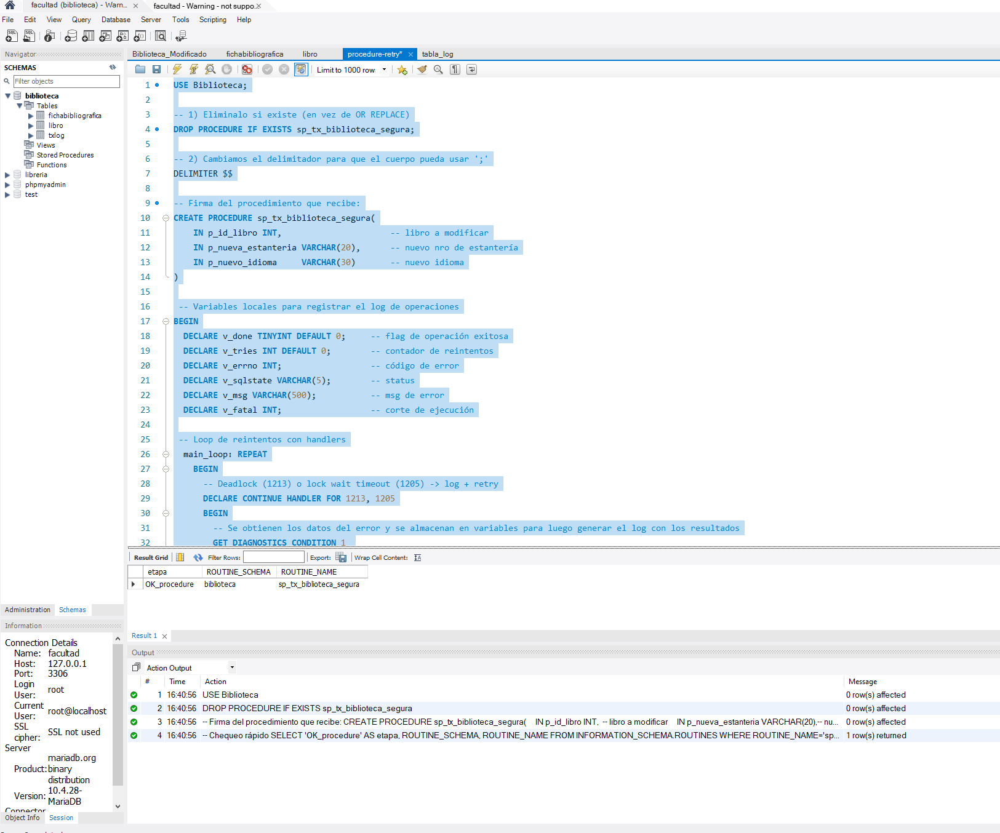 facultad (biblioteca) - Warn...
facultad - Warning - not suppo...
File Edit View Query Database Server Tools Scripting Help
Navigator
SCHEMAS
Filter objects
biblioteca
Tables
fichabibliografica
libro
txlog
Views
Stored Procedures
Functions
libreria
phpmyadmin
test
Administration Schemas
Information
Connection Details
Name: facultad
Host: 127.0.0.1
Port: 3306
Login User: root
Current User: root@localhost
SSL cipher: SSL not used
Server
Product: mariadb.org binary distribution
Version: 10.4.28-MariaDB
Connector
Object Info Session
Biblioteca_Modificado fichabibliografica libro procedure-retry* tabla_log
Limit to 1000 row:
1 USE Biblioteca;
2
3 -- 1) Eliminalo si existe (en vez de OR REPLACE)
4 DROP PROCEDURE IF EXISTS sp_tx_biblioteca_segura;
5
6 -- 2) Cambiamos el delimitador para que el cuerpo pueda usar ';'
7 DELIMITER $$
8
9 -- Firma del procedimiento que recibe:
10 CREATE PROCEDURE sp_tx_biblioteca_segura(
11 IN p_id_libro INT, -- libro a modificar
12 IN p_nueva_estanteria VARCHAR(20), -- nuevo nro de estantería
13 IN p_nuevo_idioma VARCHAR(30) -- nuevo idioma
14 )
15
16 -- Variables locales para registrar el log de operaciones
17 BEGIN
18 DECLARE v_done TINYINT DEFAULT 0; -- flag de operación exitosa
19 DECLARE v_tries INT DEFAULT 0; -- contador de reintentos
20 DECLARE v_errno INT; -- código de error
21 DECLARE v_sqlstate VARCHAR(5); -- status
22 DECLARE v_msg VARCHAR(500); -- msg de error
23 DECLARE v_fatal INT; -- corte de ejecución
24
25 -- Loop de reintentos con handlers
26 main_loop: REPEAT
27 BEGIN
28 -- Deadlock (1213) o lock wait timeout (1205) -> log + retry
29 DECLARE CONTINUE HANDLER FOR 1213, 1205
30 BEGIN
31 -- Se obtienen los datos del error y se almacenan en variables para luego generar el log con los resultados
32 GET DIAGNOSTICS CONDITION 1
Result Grid Filter Rows: Export: Wrap Cell Content:
etapa ROUTINE_SCHEMA ROUTINE_NAME
OK_procedure biblioteca sp_tx_biblioteca_segura
Result 1
Output
Action Output
# Time Action Message
1 16:40:56 USE Biblioteca 0 row(s) affected
2 16:40:56 DROP PROCEDURE IF EXISTS sp_tx_biblioteca_segura 0 row(s) affected
3 16:40:56 -- Firma del procedimiento que recibe: CREATE PROCEDURE sp_tx_biblioteca_segura( IN p_id_libro INT, -- libro a modificar IN p_nueva_estanteria VARCHAR(20),-- nu... 0 row(s) affected
4 16:40:56 -- Chequeo rápido SELECT 'OK_procedure' AS etapa, ROUTINE_SCHEMA, ROUTINE_NAME FROM INFORMATION_SCHEMA.ROUTINES WHERE ROUTINE_NAME='sp... 1 row(s) returned